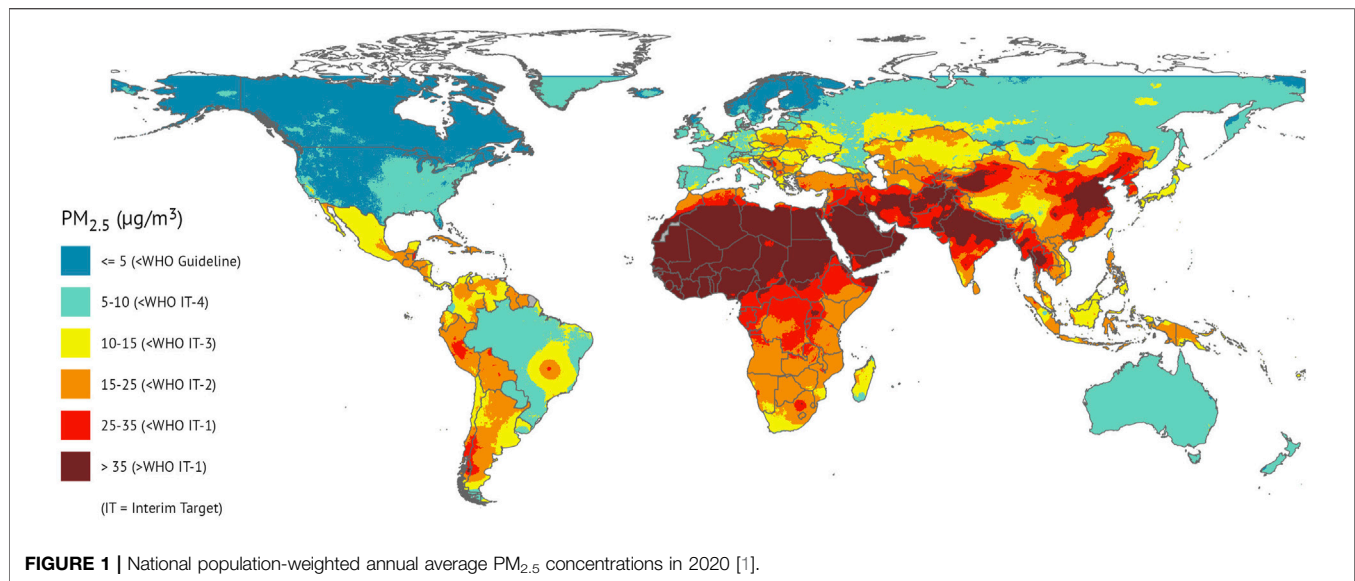 PM2.5 (µg/m³)
<= 5 (<WHO Guideline)
5-10 (<WHO IT-4)
10-15 (<WHO IT-3)
15-25 (<WHO IT-2)
25-35 (<WHO IT-1)
> 35 (>WHO IT-1)
(IT = Interim Target)
FIGURE 1 | National population-weighted annual average PM2.5 concentrations in 2020 [1].